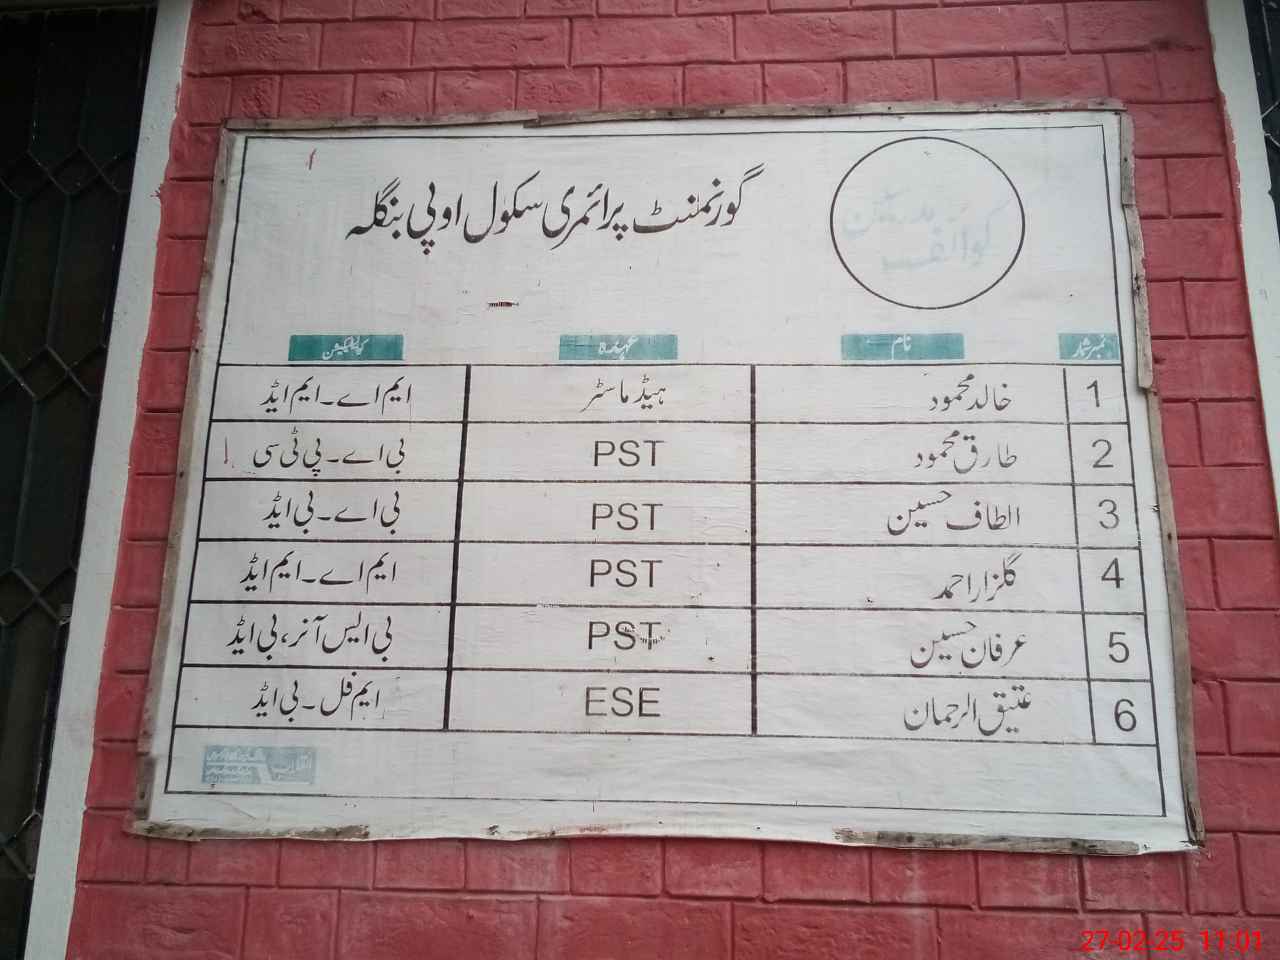 گورنمنٹ پرائمری سکول اوپی بنگلہ
کوائف مدرسین
نمبر شمار نام عہدہ کوالیفکیشن
1 خالد محمود ہیڈ ماسٹر ایم اے۔ایم ایڈ
2 طارق محمود PST بی اے۔پی ٹی سی
3 الطاف حسین PST بی اے۔بی ایڈ
4 گلزار احمد PST ایم اے۔ایم ایڈ
5 عرفان حسین PST بی ایس آنر،بی ایڈ
6 عتیق الرحمان ESE ایم فل۔بی ایڈ
27-02-25 11:01